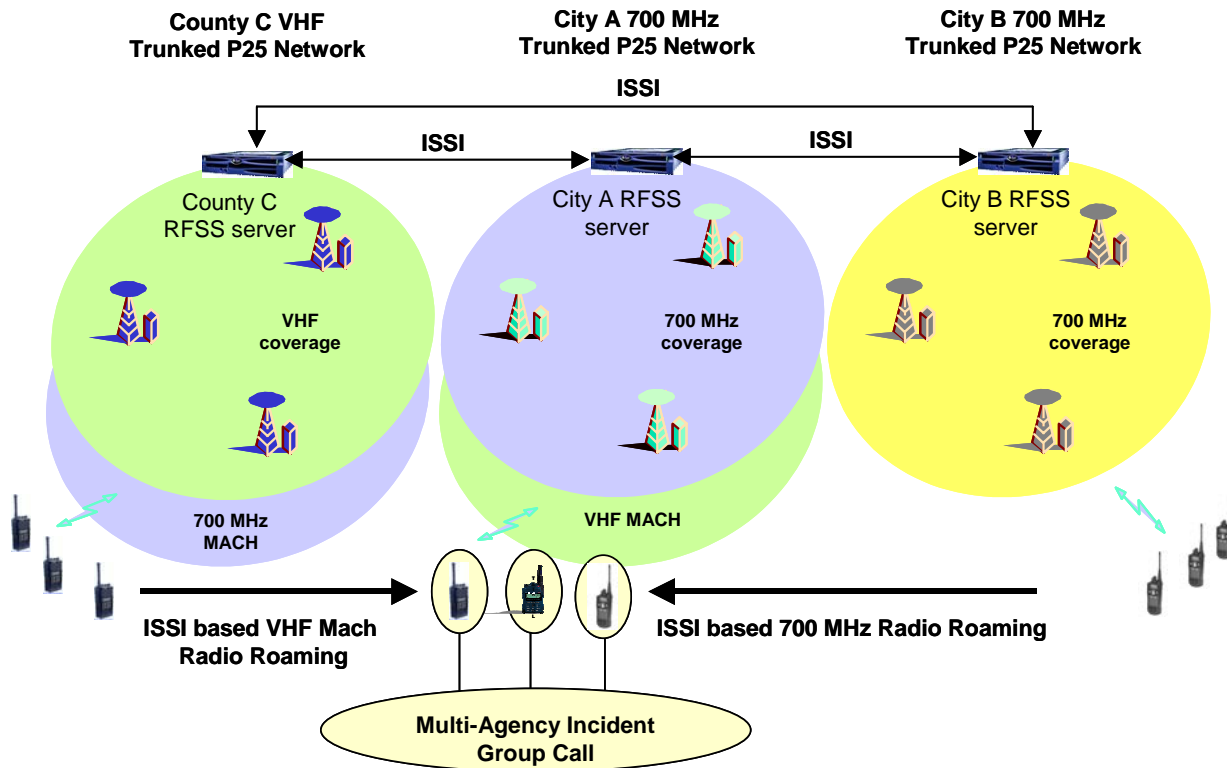 County C VHF
Trunked P25 Network
City A 700 MHz
Trunked P25 Network
City B 700 MHz
Trunked P25 Network
ISSI
ISSI
ISSI
County C
RFSS server
City A RFSS
server
City B RFSS
server
VHF
coverage
700 MHz
coverage
700 MHz
coverage
700 MHz
MACH
VHF MACH
ISSI based VHF Mach
Radio Roaming
ISSI based 700 MHz Radio Roaming
Multi-Agency Incident
Group Call